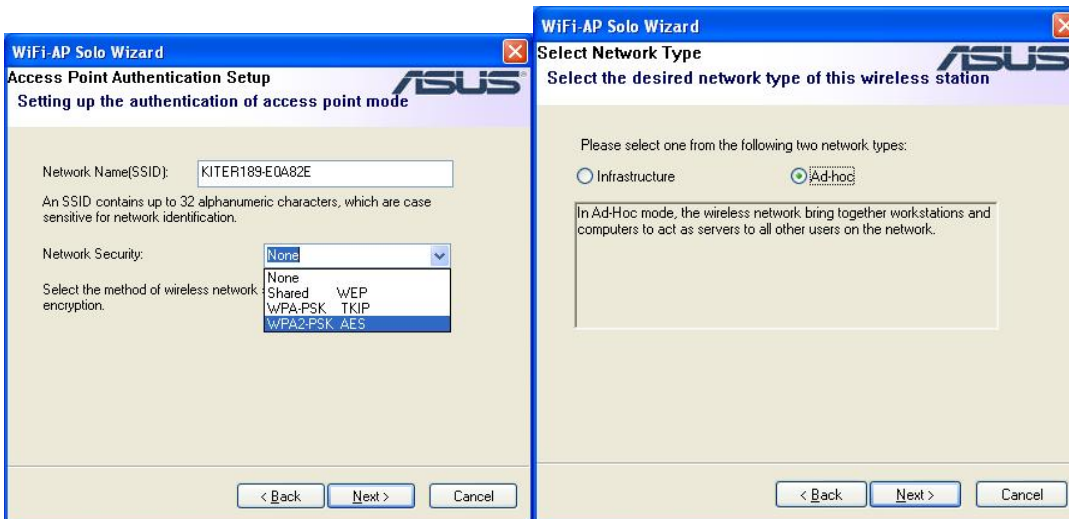 WiFi-AP Solo Wizard
Access Point Authentication Setup
ASUS
Setting up the authentication of access point mode
Network Name(SSID): KITER189-E0A82E
An SSID contains up to 32 alphanumeric characters, which are case
sensitive for network identification.
Network Security: None
None
Shared WEP
WPA-PSK TKIP
WPA2-PSK AES
Select the method of wireless network
encryption.
< Back Next > Cancel
WiFi-AP Solo Wizard
Select Network Type
ASUS
Select the desired network type of this wireless station
Please select one from the following two network types:
Infrastructure Ad-hoc
In Ad-Hoc mode, the wireless network bring together workstations and
computers to act as servers to all other users on the network.
< Back Next > Cancel